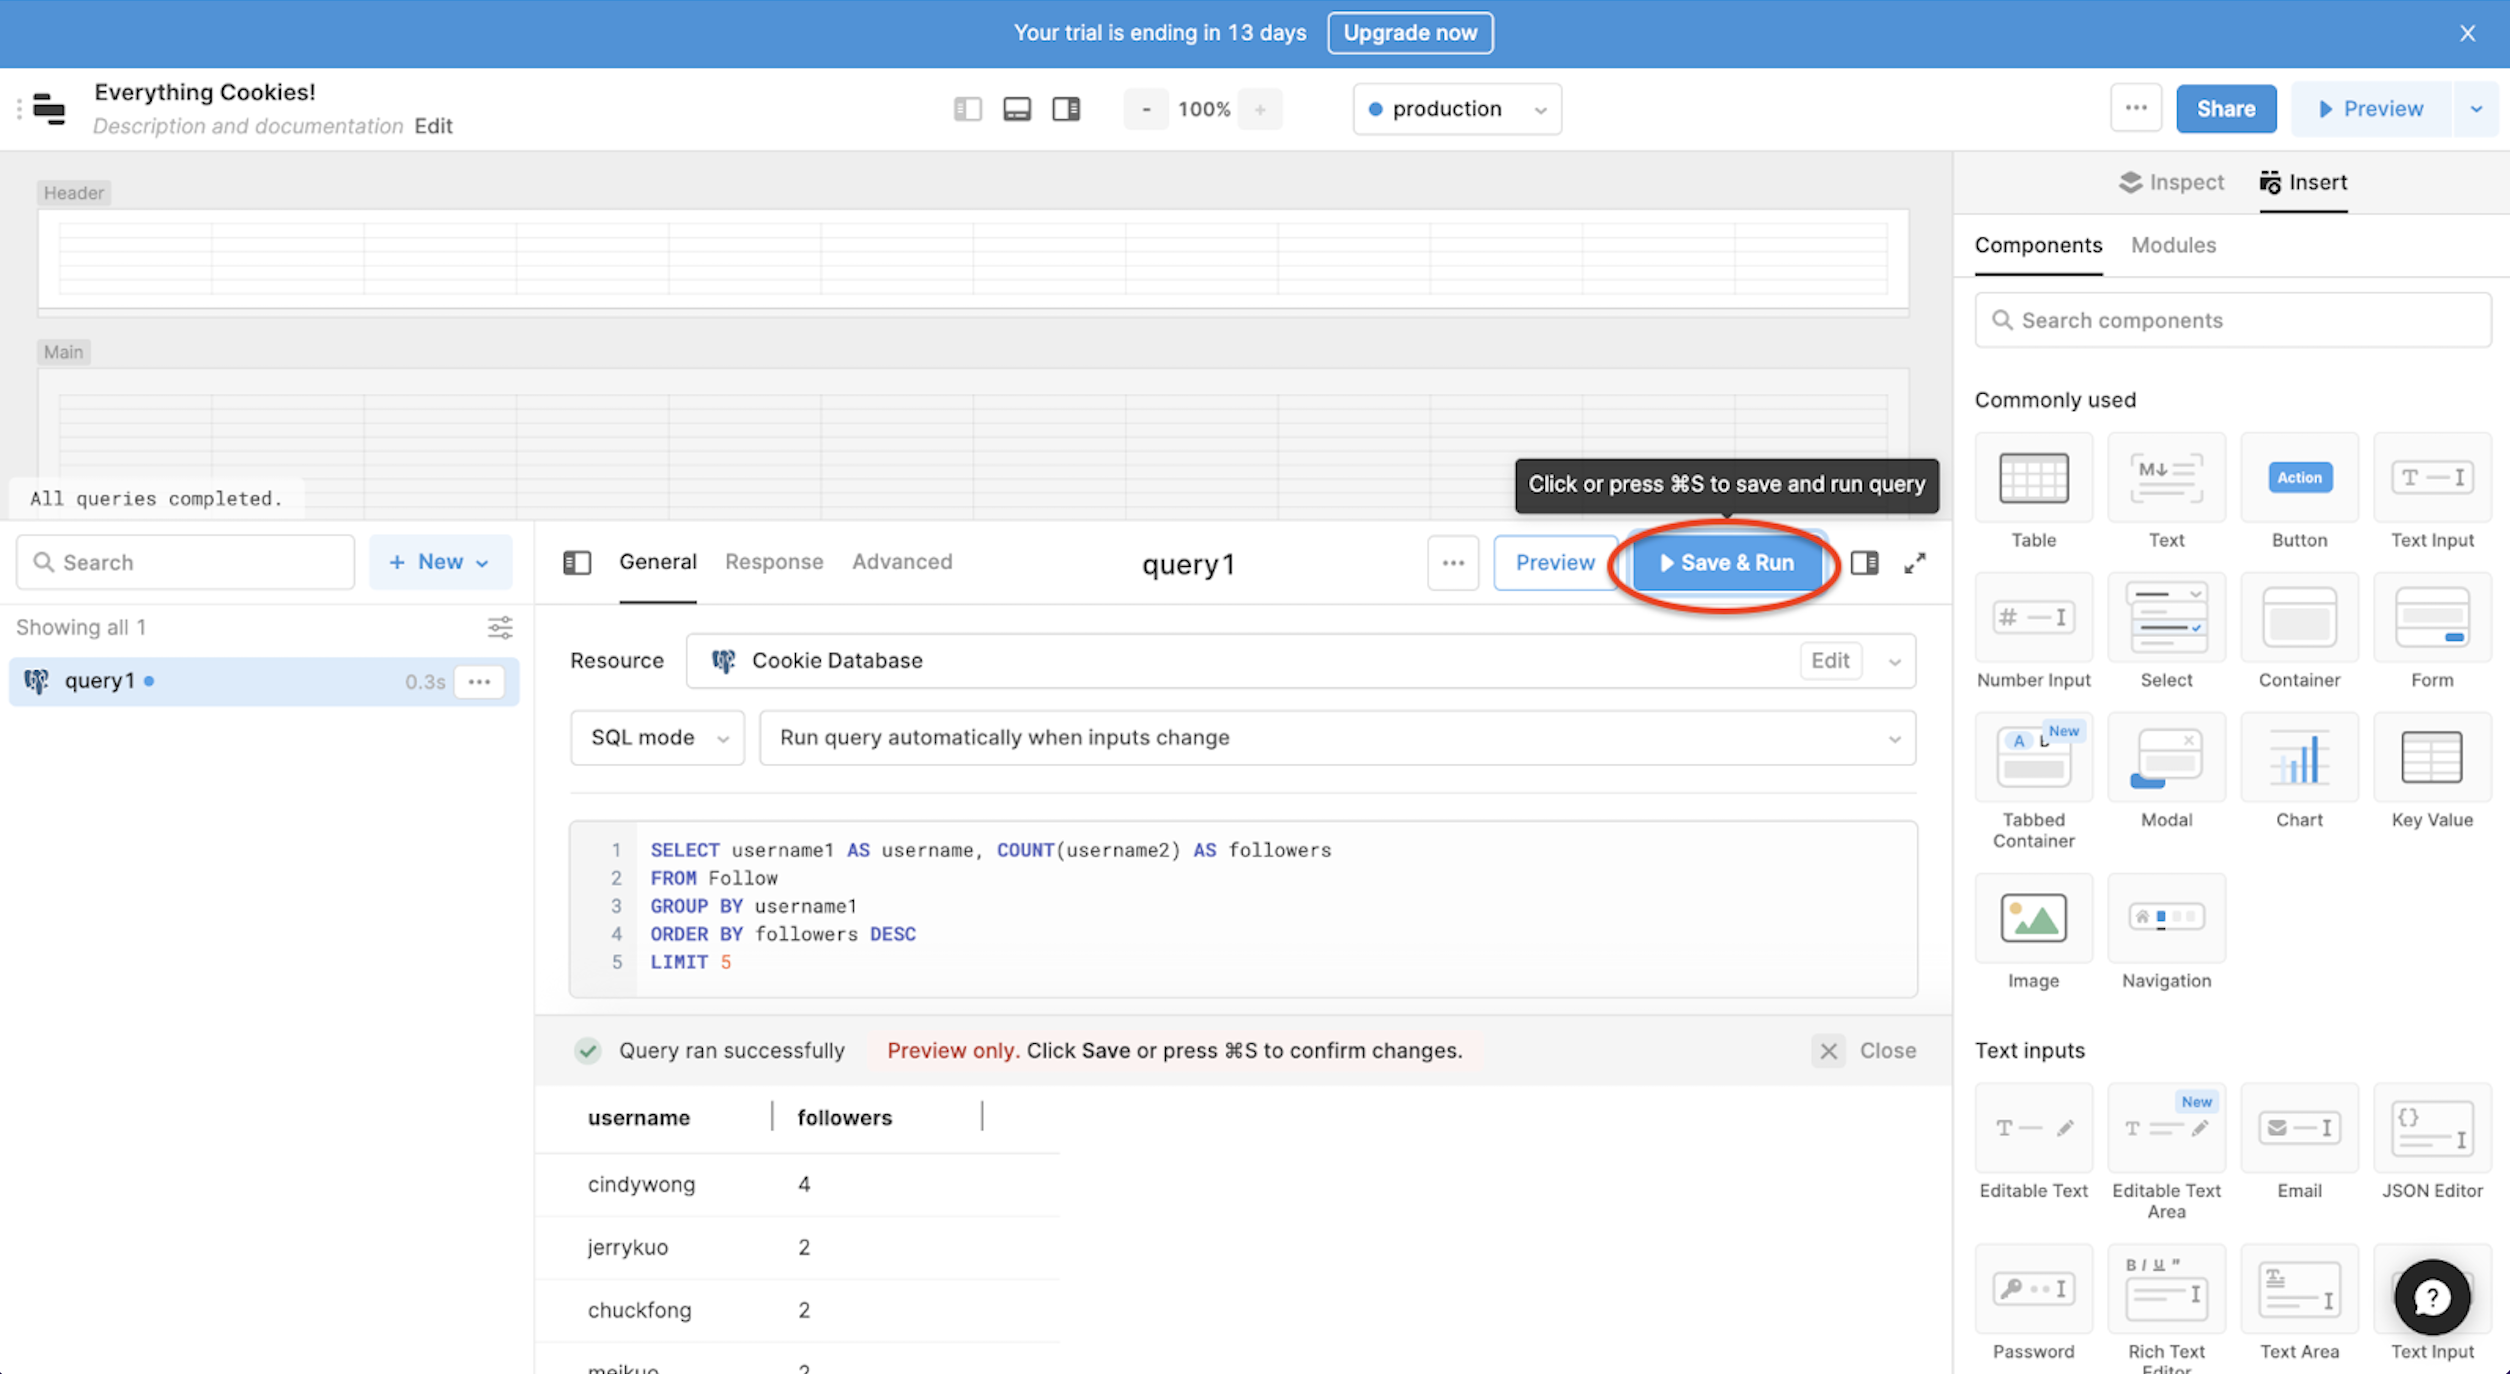 Your trial is ending in 13 days Upgrade now
Everything Cookies!
Description and documentation Edit
- 100% +
production
Share
Preview
Header
Main
All queries completed.
Click or press ⌘S to save and run query
Search
+ New
Showing all 1
query1 0.3s
General Response Advanced
query1
Preview
Save & Run
Resource
Cookie Database
Edit
SQL mode
Run query automatically when inputs change
1 SELECT username1 AS username, COUNT(username2) AS followers
2 FROM Follow
3 GROUP BY username1
4 ORDER BY followers DESC
5 LIMIT 5
Query ran successfully Preview only. Click Save or press ⌘S to confirm changes.
Close
username followers
cindywong 4
jerrykuo 2
chuckfong 2
meikuo 2
Inspect Insert
Components Modules
Search components
Commonly used
M↓
Action
T I
Table Text Button Text Input
# I
Number Input Select Container Form
New
A
Tabbed Container
Modal Chart Key Value
Image Navigation
Text inputs
T
New
T
I
{} I
Editable Text
Editable Text Area
Email JSON Editor
I
B I U "
I
T I
?
Password
Rich Text Editor
Text Area Text Input